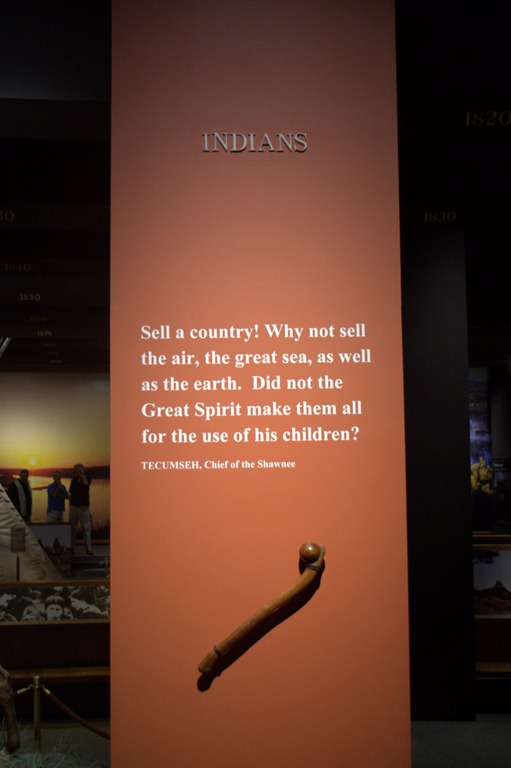 INDIANS
1820
1830
1840
1850
1870
Sell a country! Why not sell
the air, the great sea, as well
as the earth. Did not the
Great Spirit make them all
for the use of his children?
TECUMSEH, Chief of the Shawnee